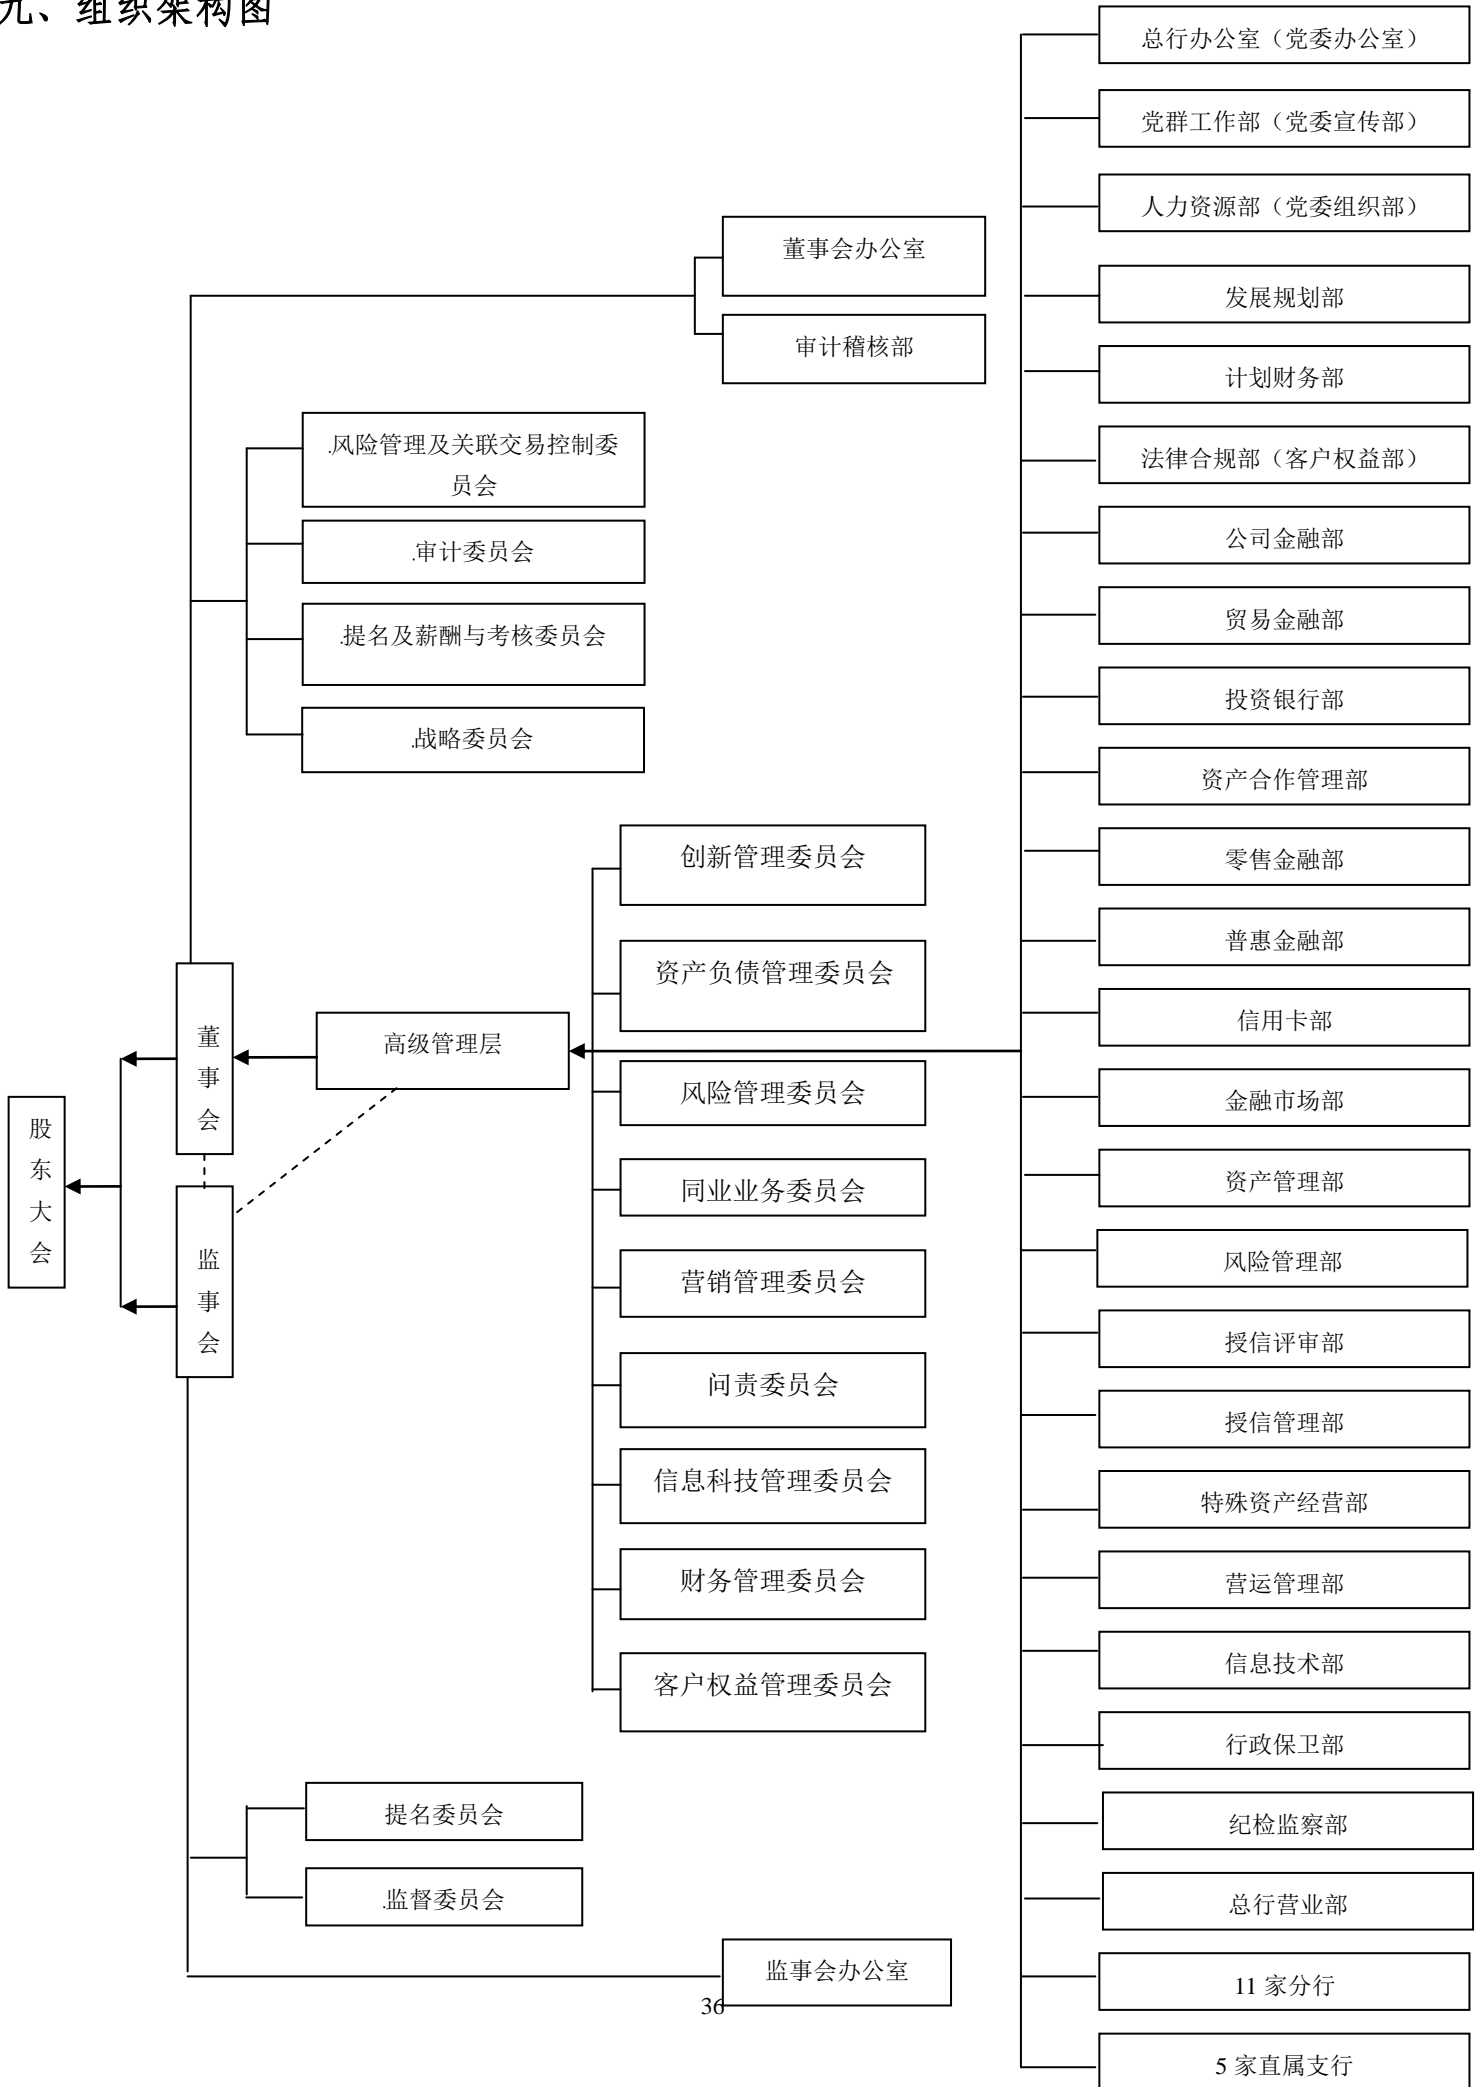 九、组织架构图
总行办公室（党委办公室）
党群工作部（党委宣传部）
人力资源部（党委组织部）
董事会办公室
发展规划部
审计稽核部
计划财务部
.风险管理及关联交易控制委
员会
法律合规部（客户权益部）
.审计委员会
公司金融部
.提名及薪酬与考核委员会
贸易金融部
投资银行部
.战略委员会
资产合作管理部
创新管理委员会
零售金融部
普惠金融部
资产负债管理委员会
信用卡部
董事会
高级管理层
风险管理委员会
金融市场部
股东大会
资产管理部
同业业务委员会
监事会
风险管理部
营销管理委员会
授信评审部
问责委员会
授信管理部
信息科技管理委员会
特殊资产经营部
财务管理委员会
营运管理部
信息技术部
客户权益管理委员会
行政保卫部
提名委员会
纪检监察部
.监督委员会
总行营业部
监事会办公室
11 家分行
36
5 家直属支行